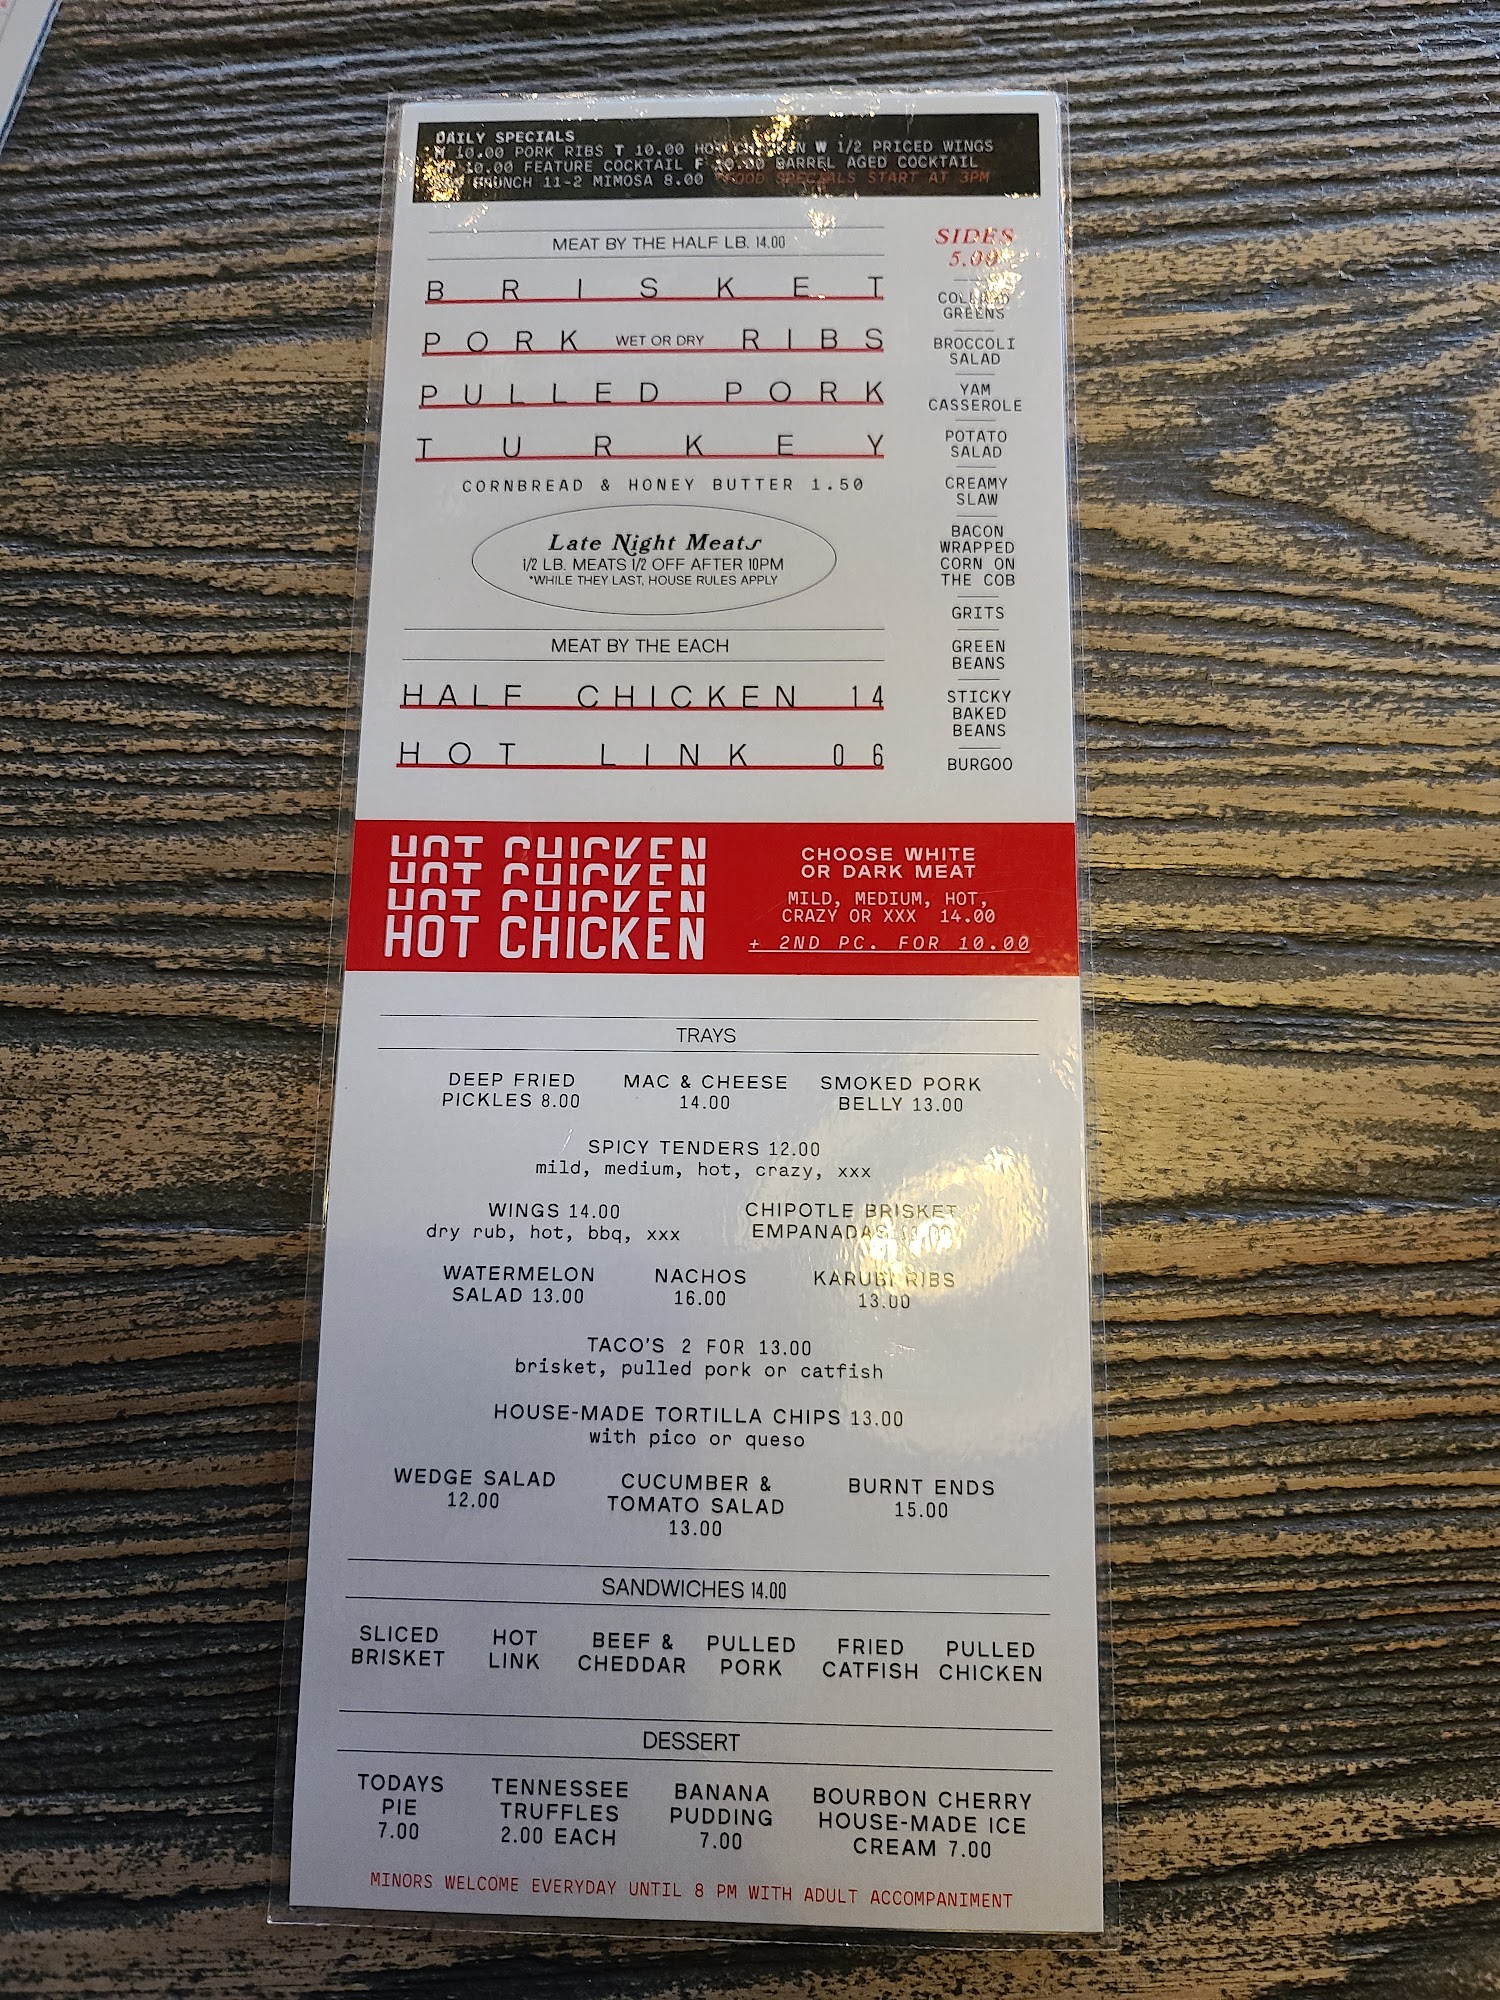 DAILY SPECIALS
10.00 PORK RIBS T 10.00 HOT CHICKEN W 1/2 PRICED WINGS
10.00 FEATURE COCKTAIL F 10.00 BARREL AGED COCKTAIL
BRUNCH 11-2 MIMOSA 8.00 *FOOD SPECIALS START AT 3PM
MEAT BY THE HALF LB. 14.00
BRISKET
PORK WET OR DRY RIBS
PULLED PORK
TURKEY
CORNBREAD & HONEY BUTTER 1.50
Late Night Meats
1/2 LB. MEATS 1/2 OFF AFTER 10PM
*WHILE THEY LAST, HOUSE RULES APPLY
MEAT BY THE EACH
HALF CHICKEN 14
HOT LINK 06
SIDES
5.00
COLLARD
GREENS
BROCCOLI
SALAD
YAM
CASSEROLE
POTATO
SALAD
CREAMY
SLAW
BACON
WRAPPED
CORN ON
THE COB
GRITS
GREEN
BEANS
STICKY
BAKED
BEANS
BURGOO
HOT CHICKEN
HOT CHICKEN
HOT CHICKEN
HOT CHICKEN
CHOOSE WHITE
OR DARK MEAT
MILD, MEDIUM, HOT,
CRAZY OR XXX 14.00
+ 2ND PC. FOR 10.00
TRAYS
DEEP FRIED
PICKLES 8.00
MAC & CHEESE
14.00
SMOKED PORK
BELLY 13.00
SPICY TENDERS 12.00
mild, medium, hot, crazy, xxx
WINGS 14.00
dry rub, hot, bbq, xxx
CHIPOTLE BRISKET
EMPANADAS
WATERMELON
SALAD 13.00
NACHOS
16.00
KARUBI RIBS
13.00
TACO'S 2 FOR 13.00
brisket, pulled pork or catfish
HOUSE-MADE TORTILLA CHIPS 13.00
with pico or queso
WEDGE SALAD
12.00
CUCUMBER &
TOMATO SALAD
13.00
BURNT ENDS
15.00
SANDWICHES 14.00
SLICED
BRISKET
HOT
LINK
BEEF &
CHEDDAR
PULLED
PORK
FRIED
CATFISH
PULLED
CHICKEN
DESSERT
TODAYS
PIE
7.00
TENNESSEE
TRUFFLES
2.00 EACH
BANANA
PUDDING
7.00
BOURBON CHERRY
HOUSE-MADE ICE
CREAM 7.00
MINORS WELCOME EVERYDAY UNTIL 8 PM WITH ADULT ACCOMPANIMENT